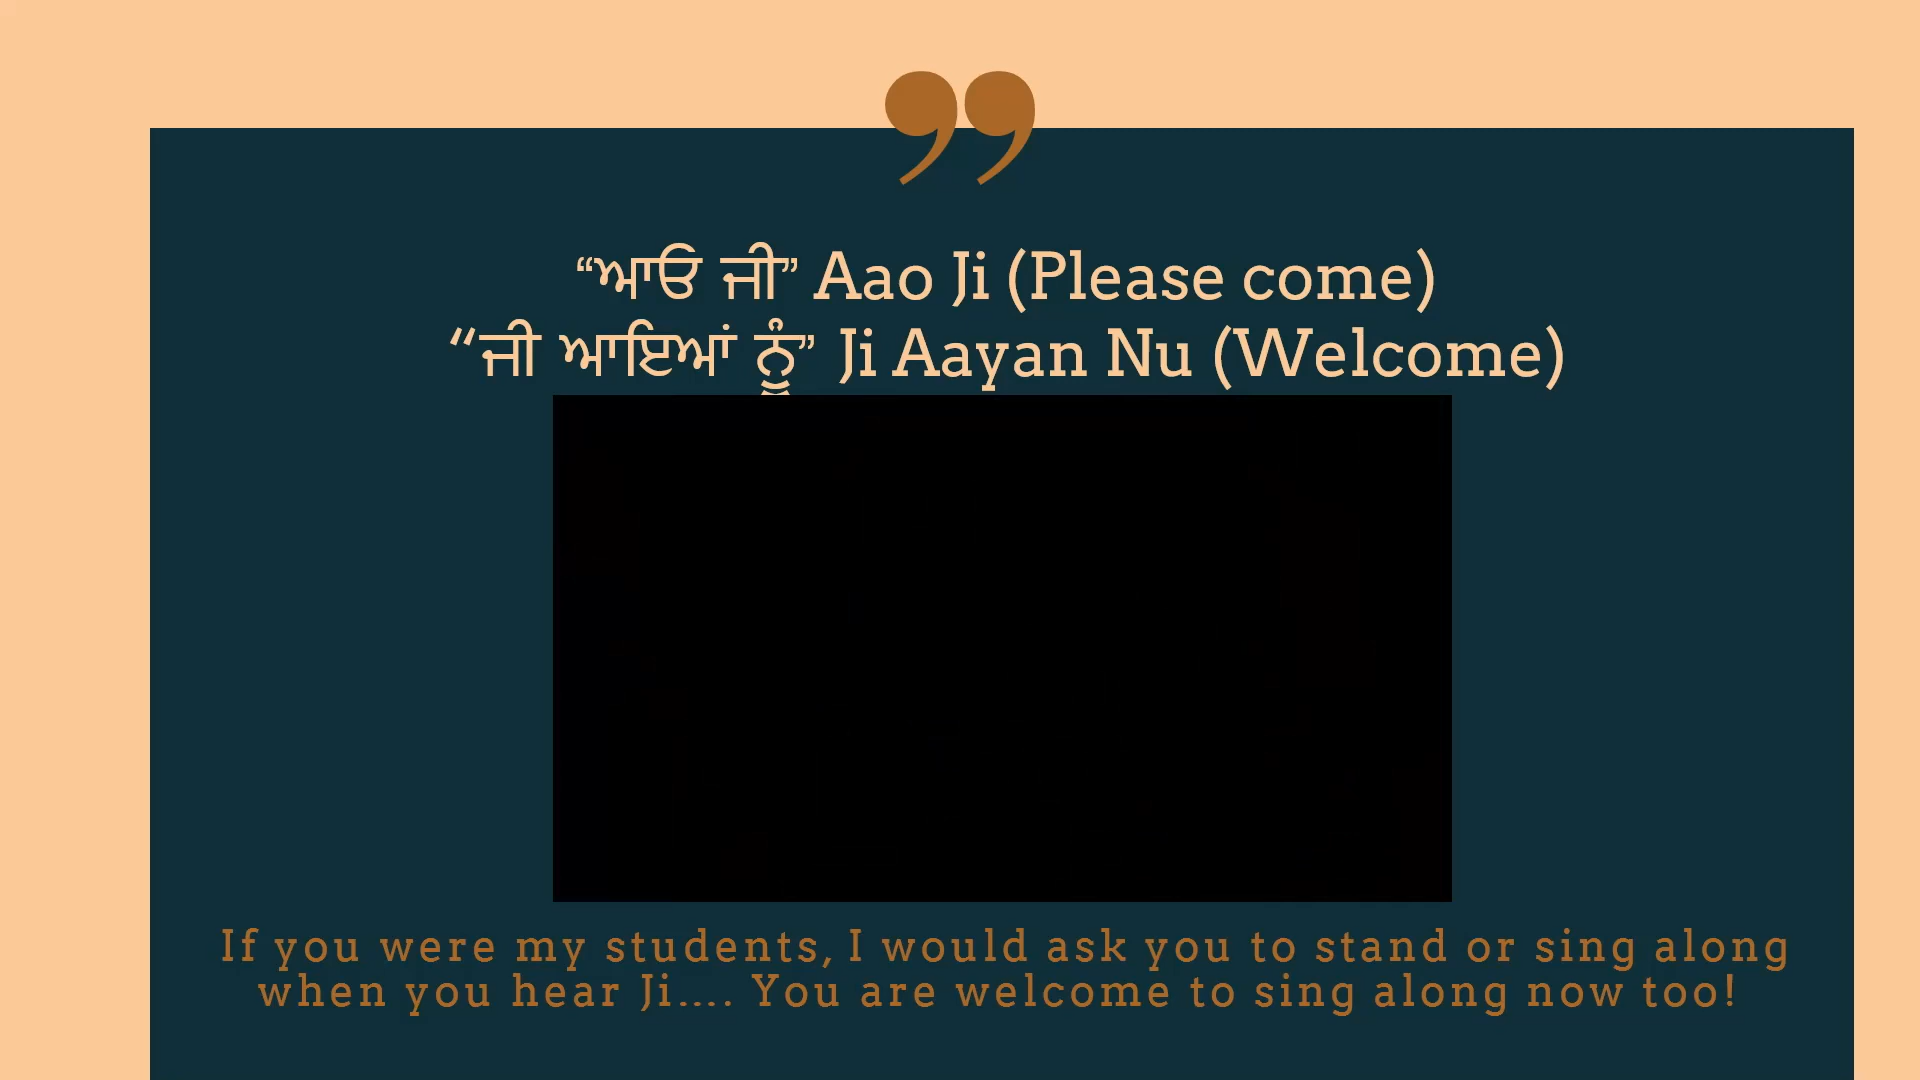 ”
“ਆਓ ਜੀ” Aao Ji (Please come)
“ਜੀ ਆਇਆਂ ਨੂੰ” Ji Aayan Nu (Welcome)
If you were my students, I would ask you to stand or sing along
when you hear Ji.... You are welcome to sing along now too!